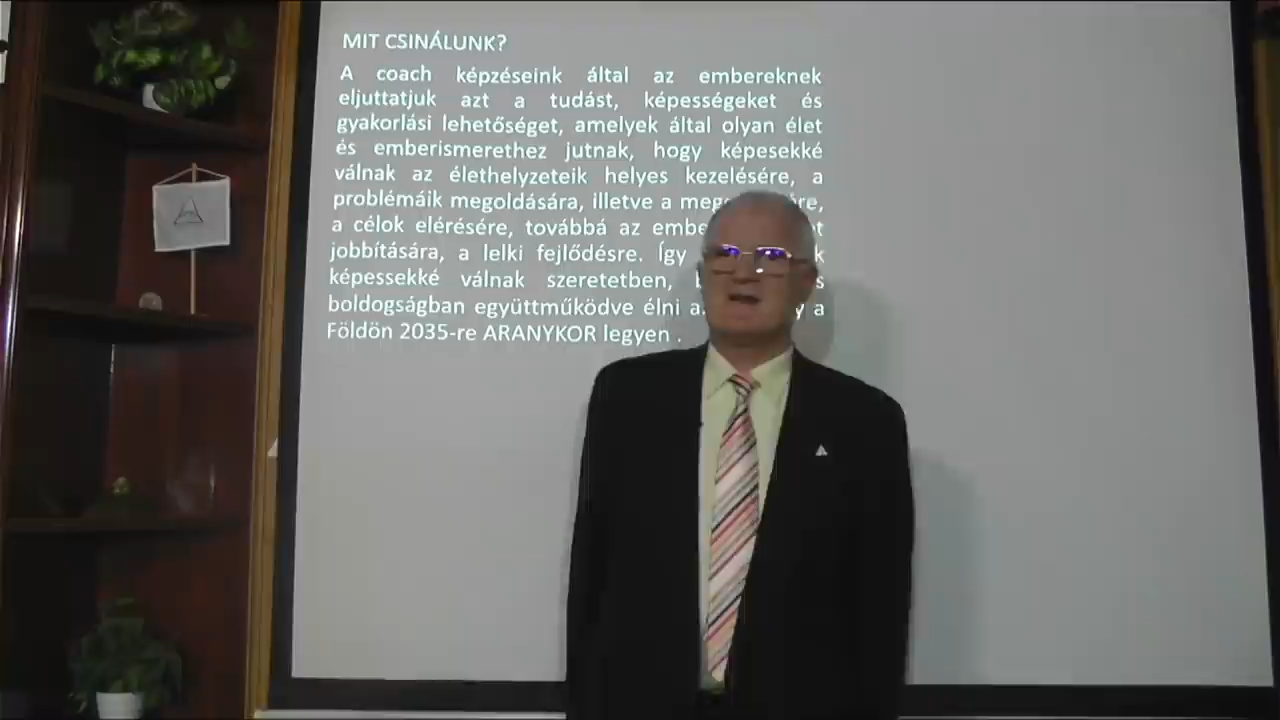 MIT CSINÁLUNK?
A coach képzéseink által az embereknek
eljuttatjuk azt a tudást, képességeket és
gyakorlási lehetőséget, amelyek által olyan élet
és emberismerethez jutnak, hogy képesekké
válnak az élethelyzeteik helyes kezelésére, a
problémáik megoldására, illetve a
a célok elérésére, továbbá az
jobbítására, a lelki fejlődésre. Így
képessekké válnak szeretetben,
boldogságban együttműködve élni a
Földön 2035-re ARANYKOR legyen .